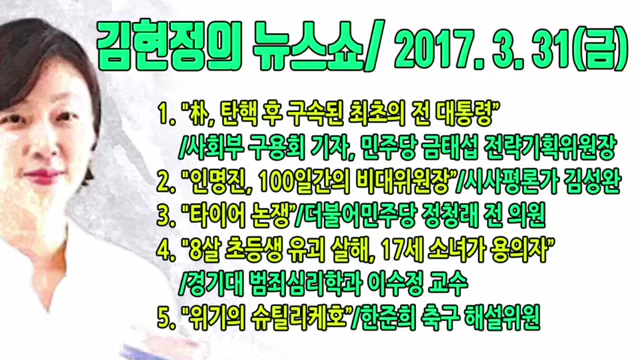 김현정의 뉴스쇼/ 2017. 3. 31(금)
1. "朴, 탄핵 후 구속된 최초의 전 대통령"
/사회부 구용회 기자, 민주당 금태섭 전략기획위원장
2. "인명진, 100일간의 비대위원장"/시사평론가 김성완
3. "타이어 논쟁"/더불어민주당 정청래 전 의원
4. "8살 초등생 유괴 살해, 17세 소녀가 용의자"
/경기대 범죄심리학과 이수정 교수
5. "위기의 슈틸리케호"/한준희 축구 해설위원